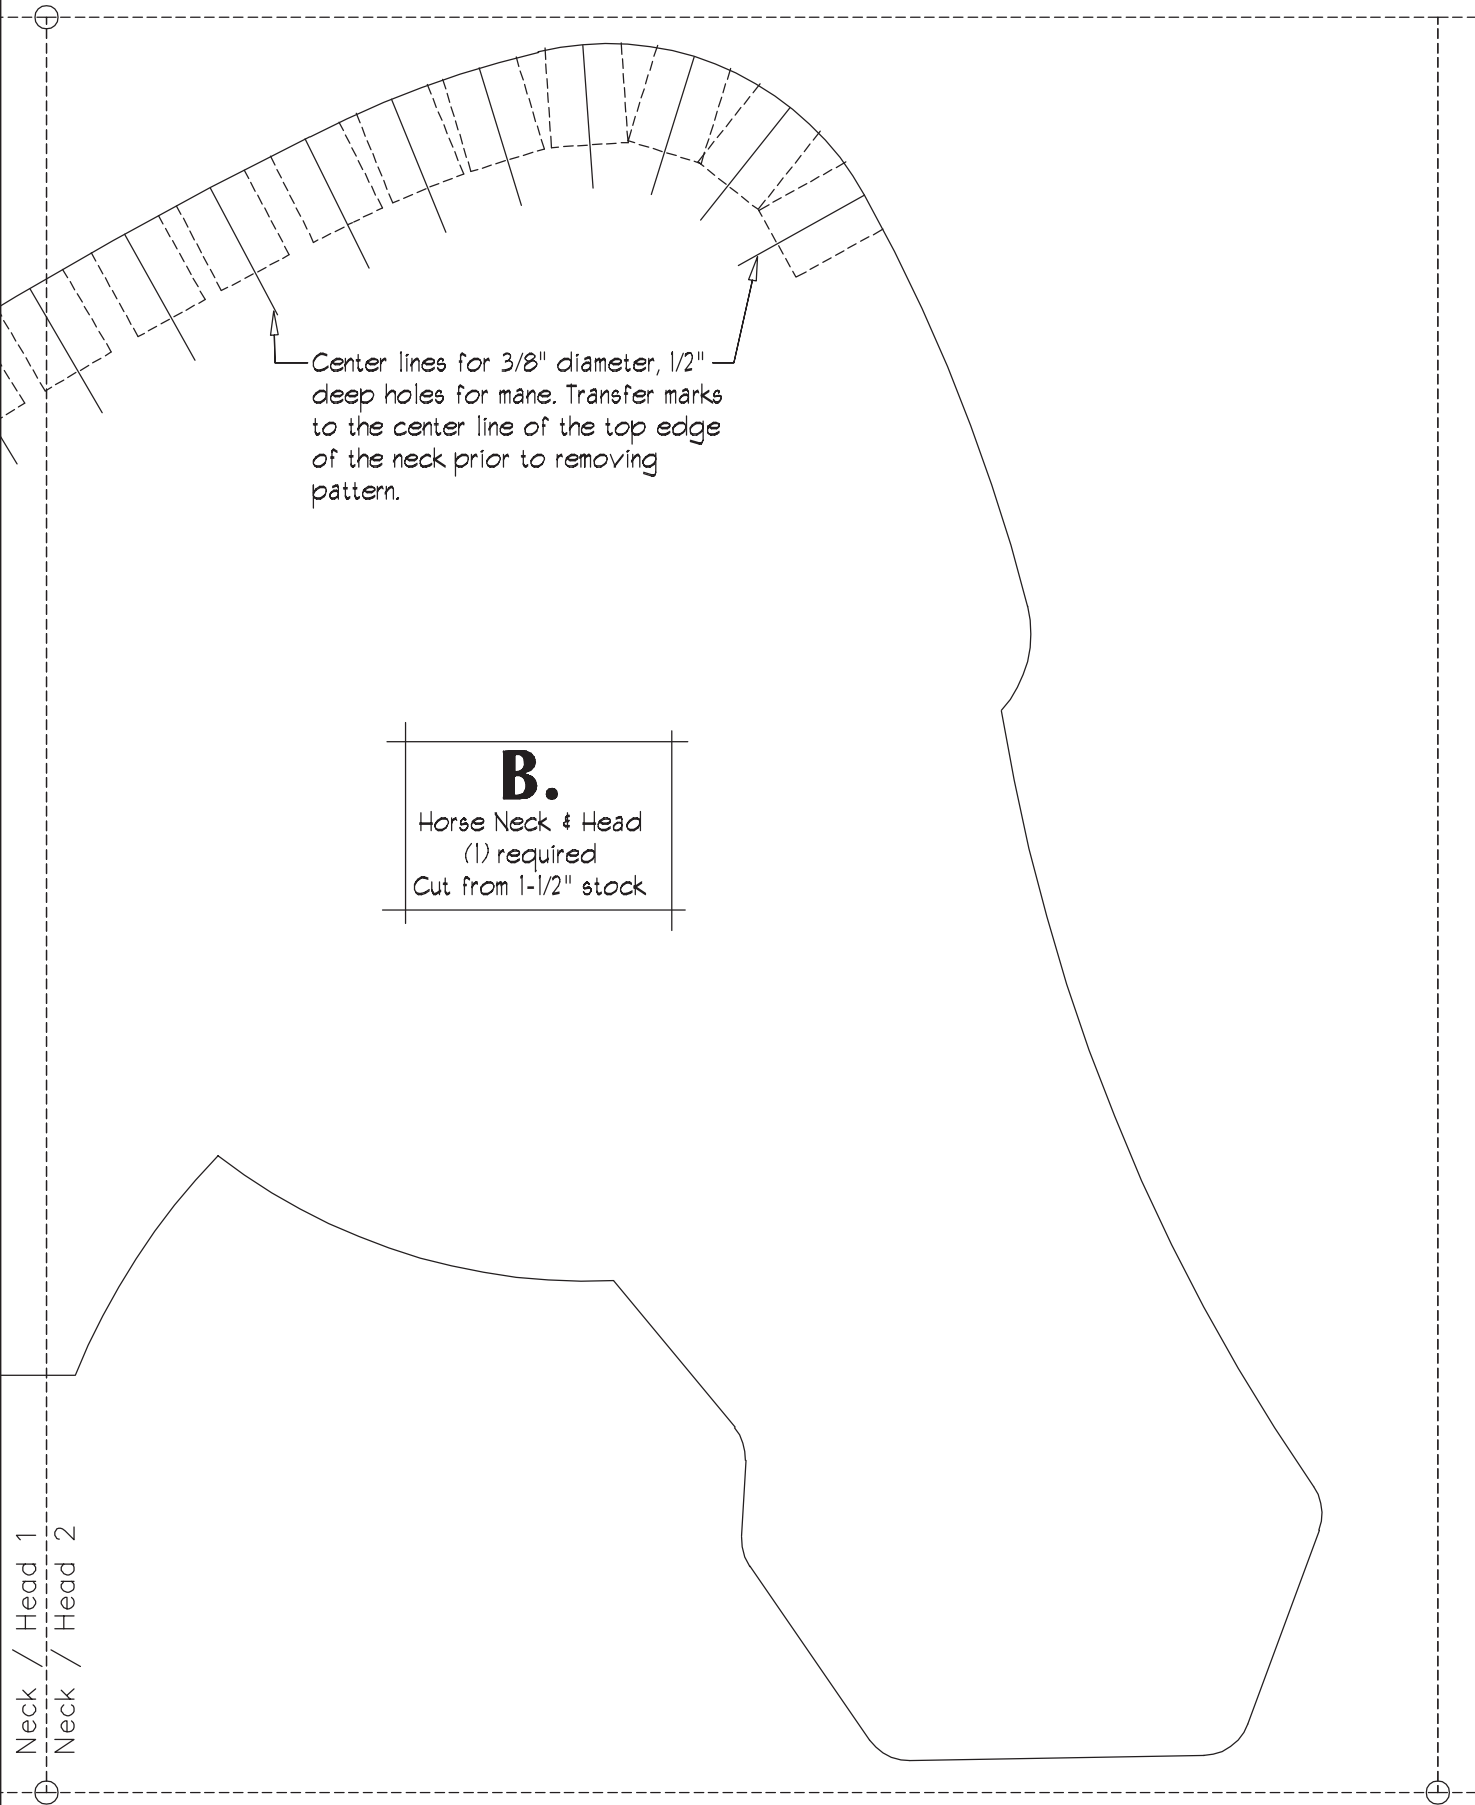 Center lines for 3/8" diameter, 1/2"
deep holes for mane. Transfer marks
to the center line of the top edge
of the neck prior to removing
pattern.
B.
Horse Neck & Head
(1) required
Cut from 1-1/2" stock
Neck / Head 1
Neck / Head 2